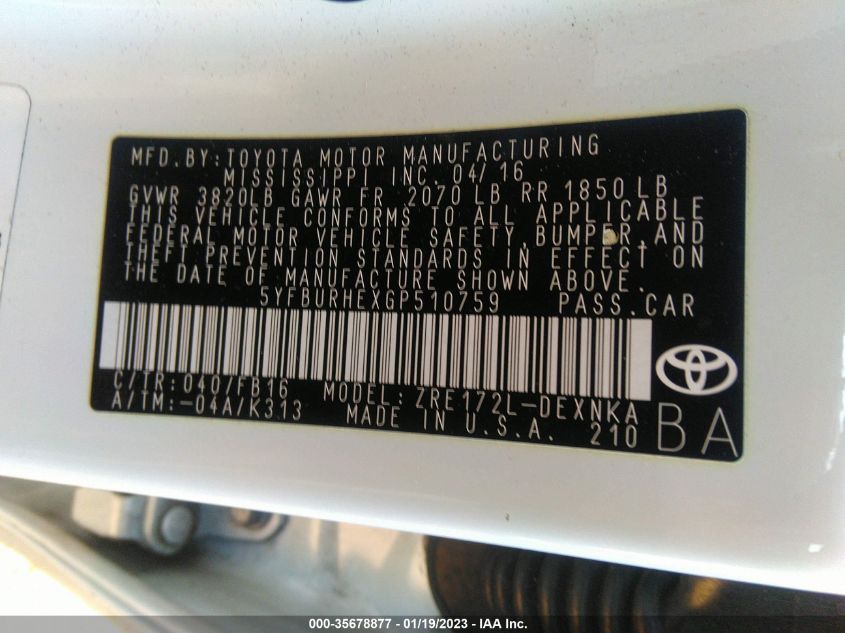 MFD. BY: TOYOTA MOTOR MANUFACTURING
MISSISSIPPI INC. 04/16
GVWR 3820LB GAWR FR 2070 LB RR 1850 LB
THIS VEHICLE CONFORMS TO ALL APPLICABLE
FEDERAL MOTOR VEHICLE SAFETY, BUMPER, AND
THEFT PREVENTION STANDARDS IN EFFECT ON
THE DATE OF MANUFACTURE SHOWN ABOVE.
5YFBURHEXGP510759 PASS. CAR
C/TR: 040/FB16 MODEL: ZRE172L-DEXNKA
A/TM: -04A/K313 MADE IN U.S.A. 210 BA
000-35678877 - 01/19/2023 - IAA Inc.